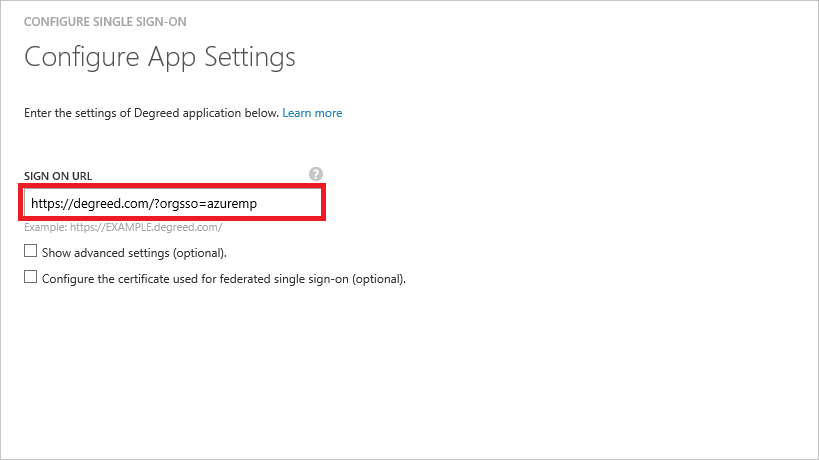 CONFIGURE SINGLE SIGN-ON
Configure App Settings
Enter the settings of Degreed application below. Learn more
SIGN ON URL ?
https://degreed.com/?orgsso=azuremp
Example: https://EXAMPLE.degreed.com/
Show advanced settings (optional).
Configure the certificate used for federated single sign-on (optional).